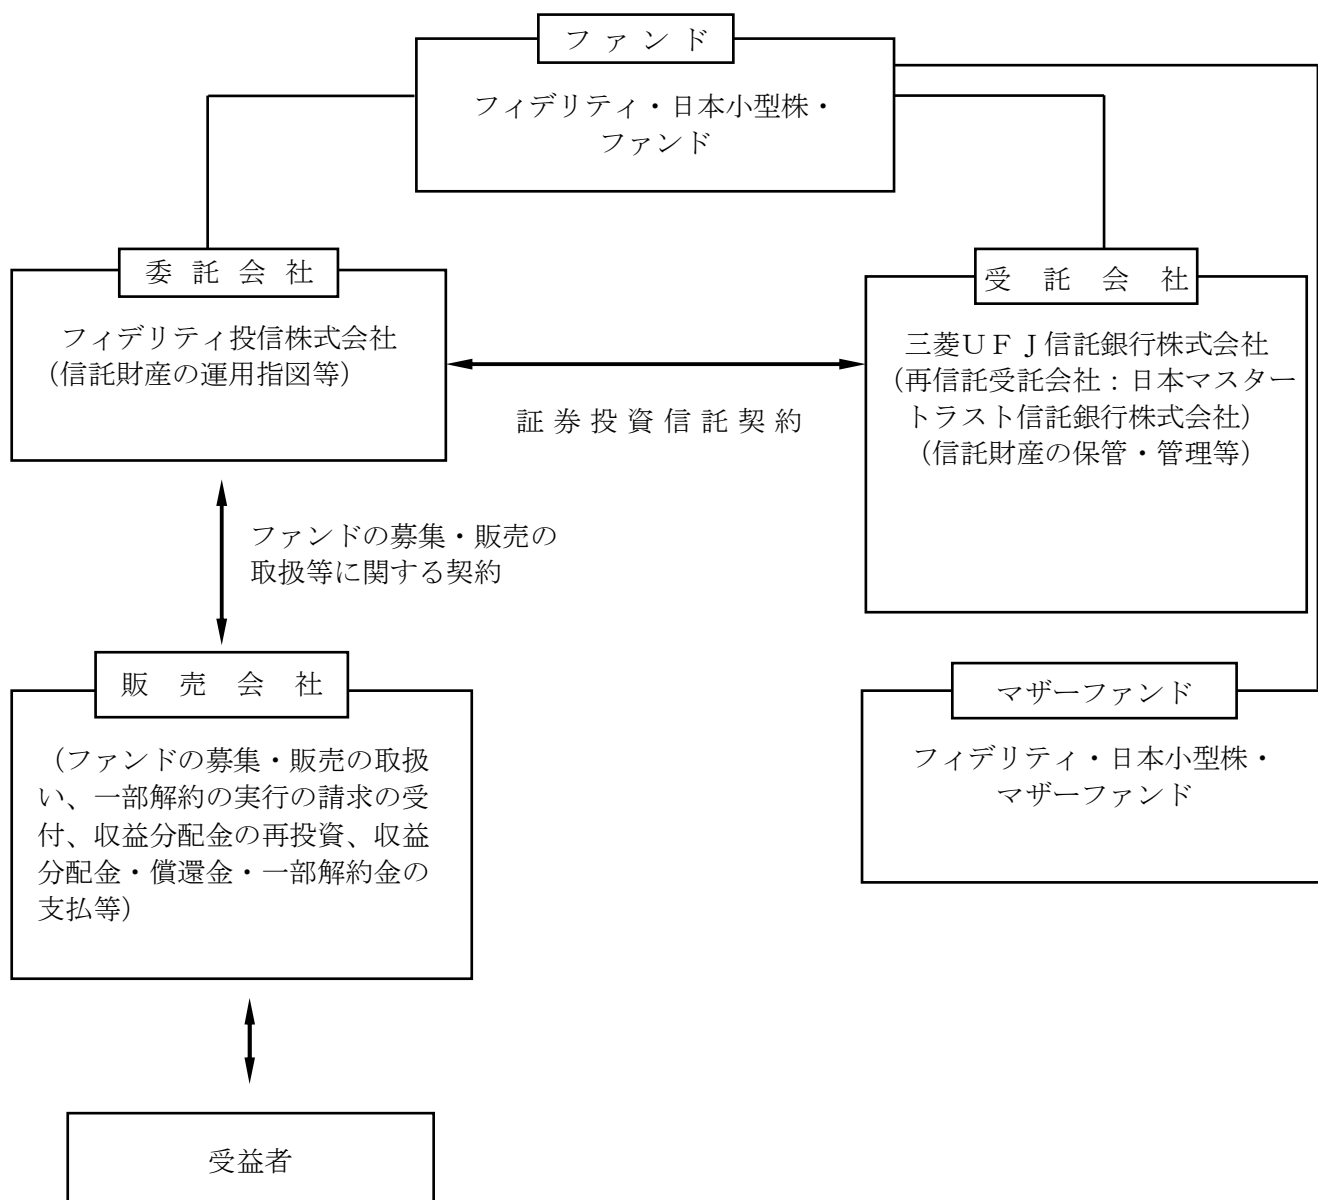 ファンド
フィデリティ・日本小型株・
ファンド
委託会社
フィデリティ投信株式会社
（信託財産の運用指図等）
証券投資信託契約
受託会社
三菱ＵＦＪ信託銀行株式会社
（再信託受託会社：日本マスター
トラスト信託銀行株式会社）
（信託財産の保管・管理等）
ファンドの募集・販売の
取扱等に関する契約
販売会社
（ファンドの募集・販売の取扱
い、一部解約の実行の請求の受
付、収益分配金の再投資、収益
分配金・償還金・一部解約金の
支払等）
マザーファンド
フィデリティ・日本小型株・
マザーファンド
受益者